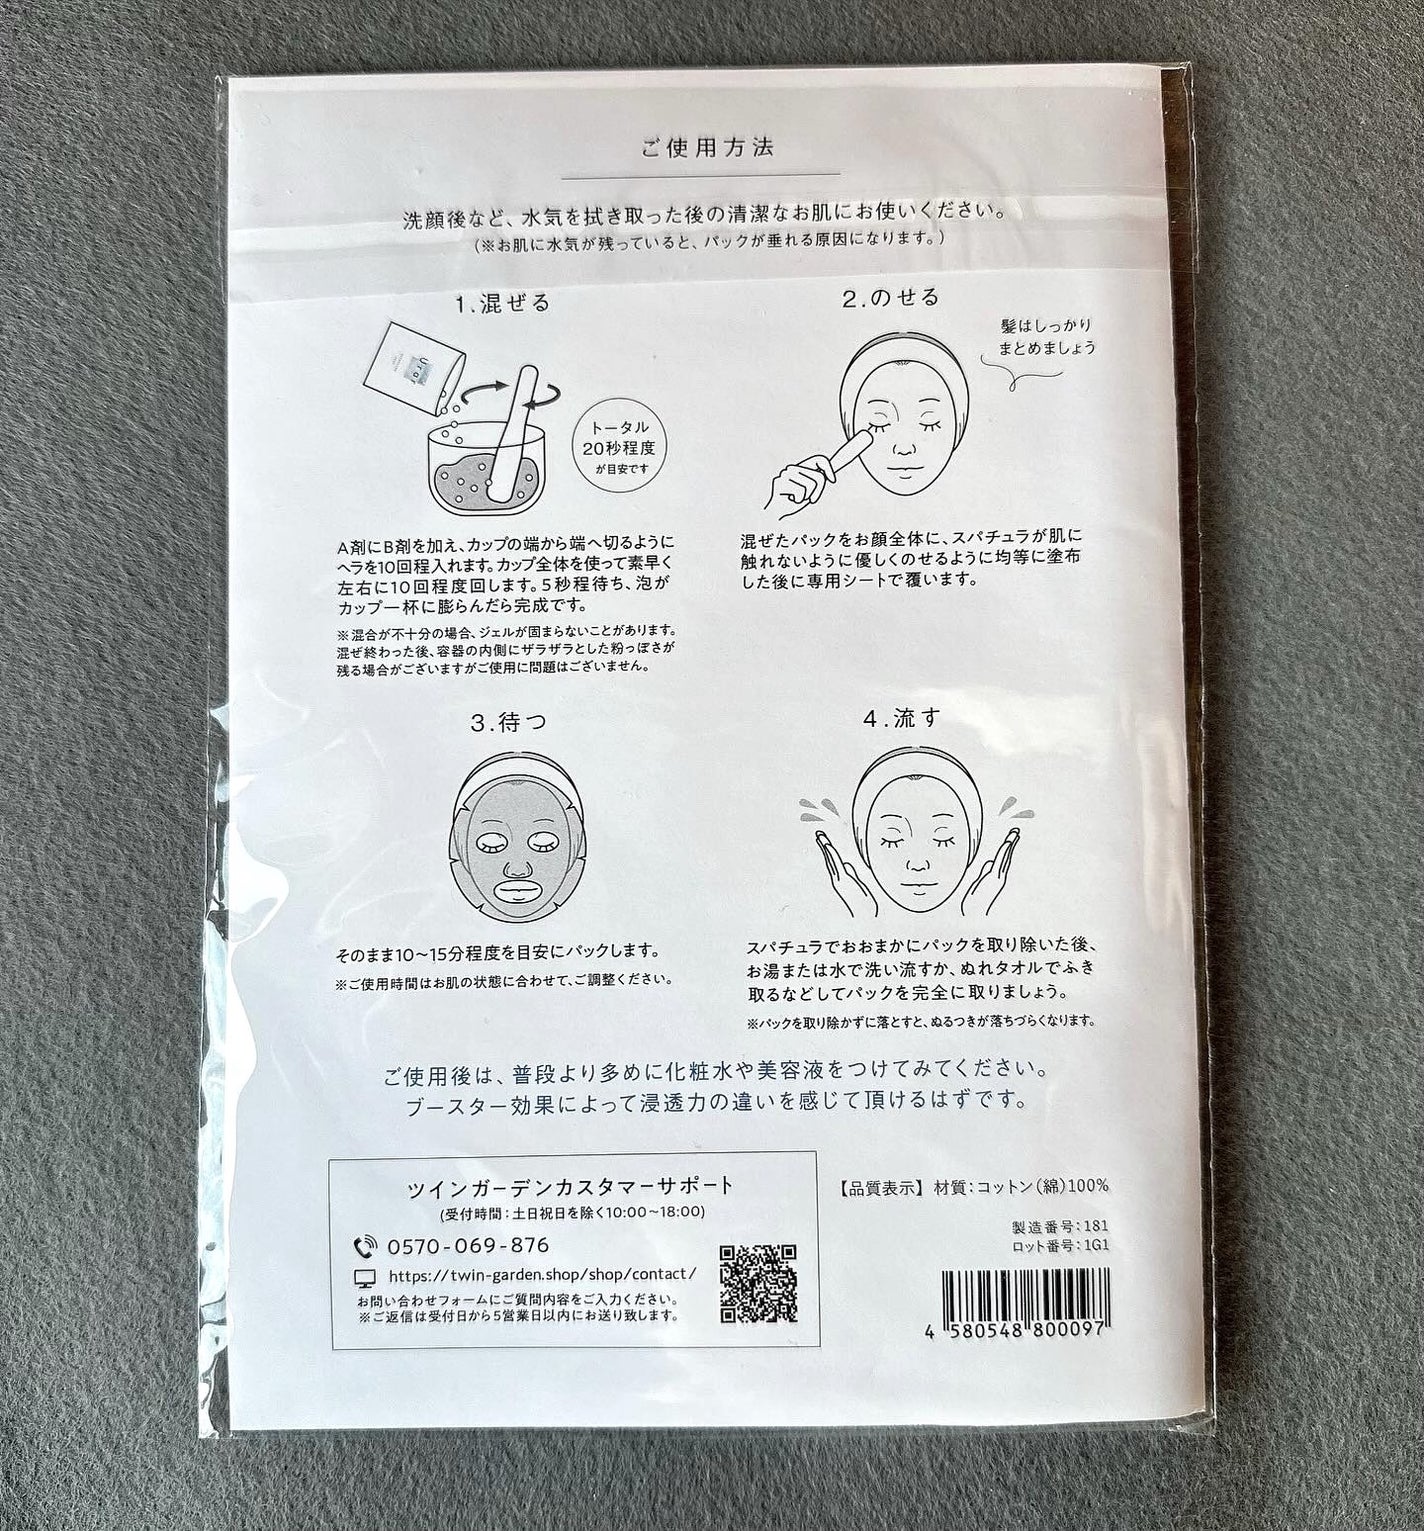 ご使用方法
洗顔後など、水気を拭き取った後の清潔なお肌にお使いください。
(※お肌に水気が残っていると、パックが垂れる原因になります。)
1.混ぜる
トータル
20秒程度
が目安です
A剤にB剤を加え、カップの端から端へ切るように
ヘラを10回程入れます。カップ全体を使って素早く
左右に10回程度回します。5秒程待ち、泡が
カップ一杯に膨らんだら完成です。
※混合が不十分の場合、ジェルが固まらないことがあります。
混ぜ終わった後、容器の内側にザラザラとした粉っぽさが
残る場合がございますがご使用に問題はございません。
2.のせる
髪はしっかり
まとめましょう
混ぜたパックをお顔全体に、スパチュラが肌に
触れないように優しくのせるように均等に塗布
した後に専用シートで覆います。
3.待つ
そのまま10~15分程度を目安にパックします。
※ご使用時間はお肌の状態に合わせて、ご調整ください。
4.流す
スパチュラでおおまかにパックを取り除いた後、
お湯または水で洗い流すか、ぬれタオルでふき
取るなどしてパックを完全に取りましょう。
※パックを取り除かずに落とすと、ぬるつきが落ちづらくなります。
ご使用後は、普段より多めに化粧水や美容液をつけてみてください。
ブースター効果によって浸透力の違いを感じて頂けるはずです。
ツインガーデンカスタマーサポート
(受付時間：土日祝日を除く10:00~18:00)
0570-069-876
https://twin-garden.shop/shop/contact/
お問い合わせフォームにご質問内容をご入力ください。
※ご返信は受付日から5営業日以内にお送り致します。
【品質表示】材質：コットン(綿)100%
製造番号：181
ロット番号：1G1
4 580548 800097